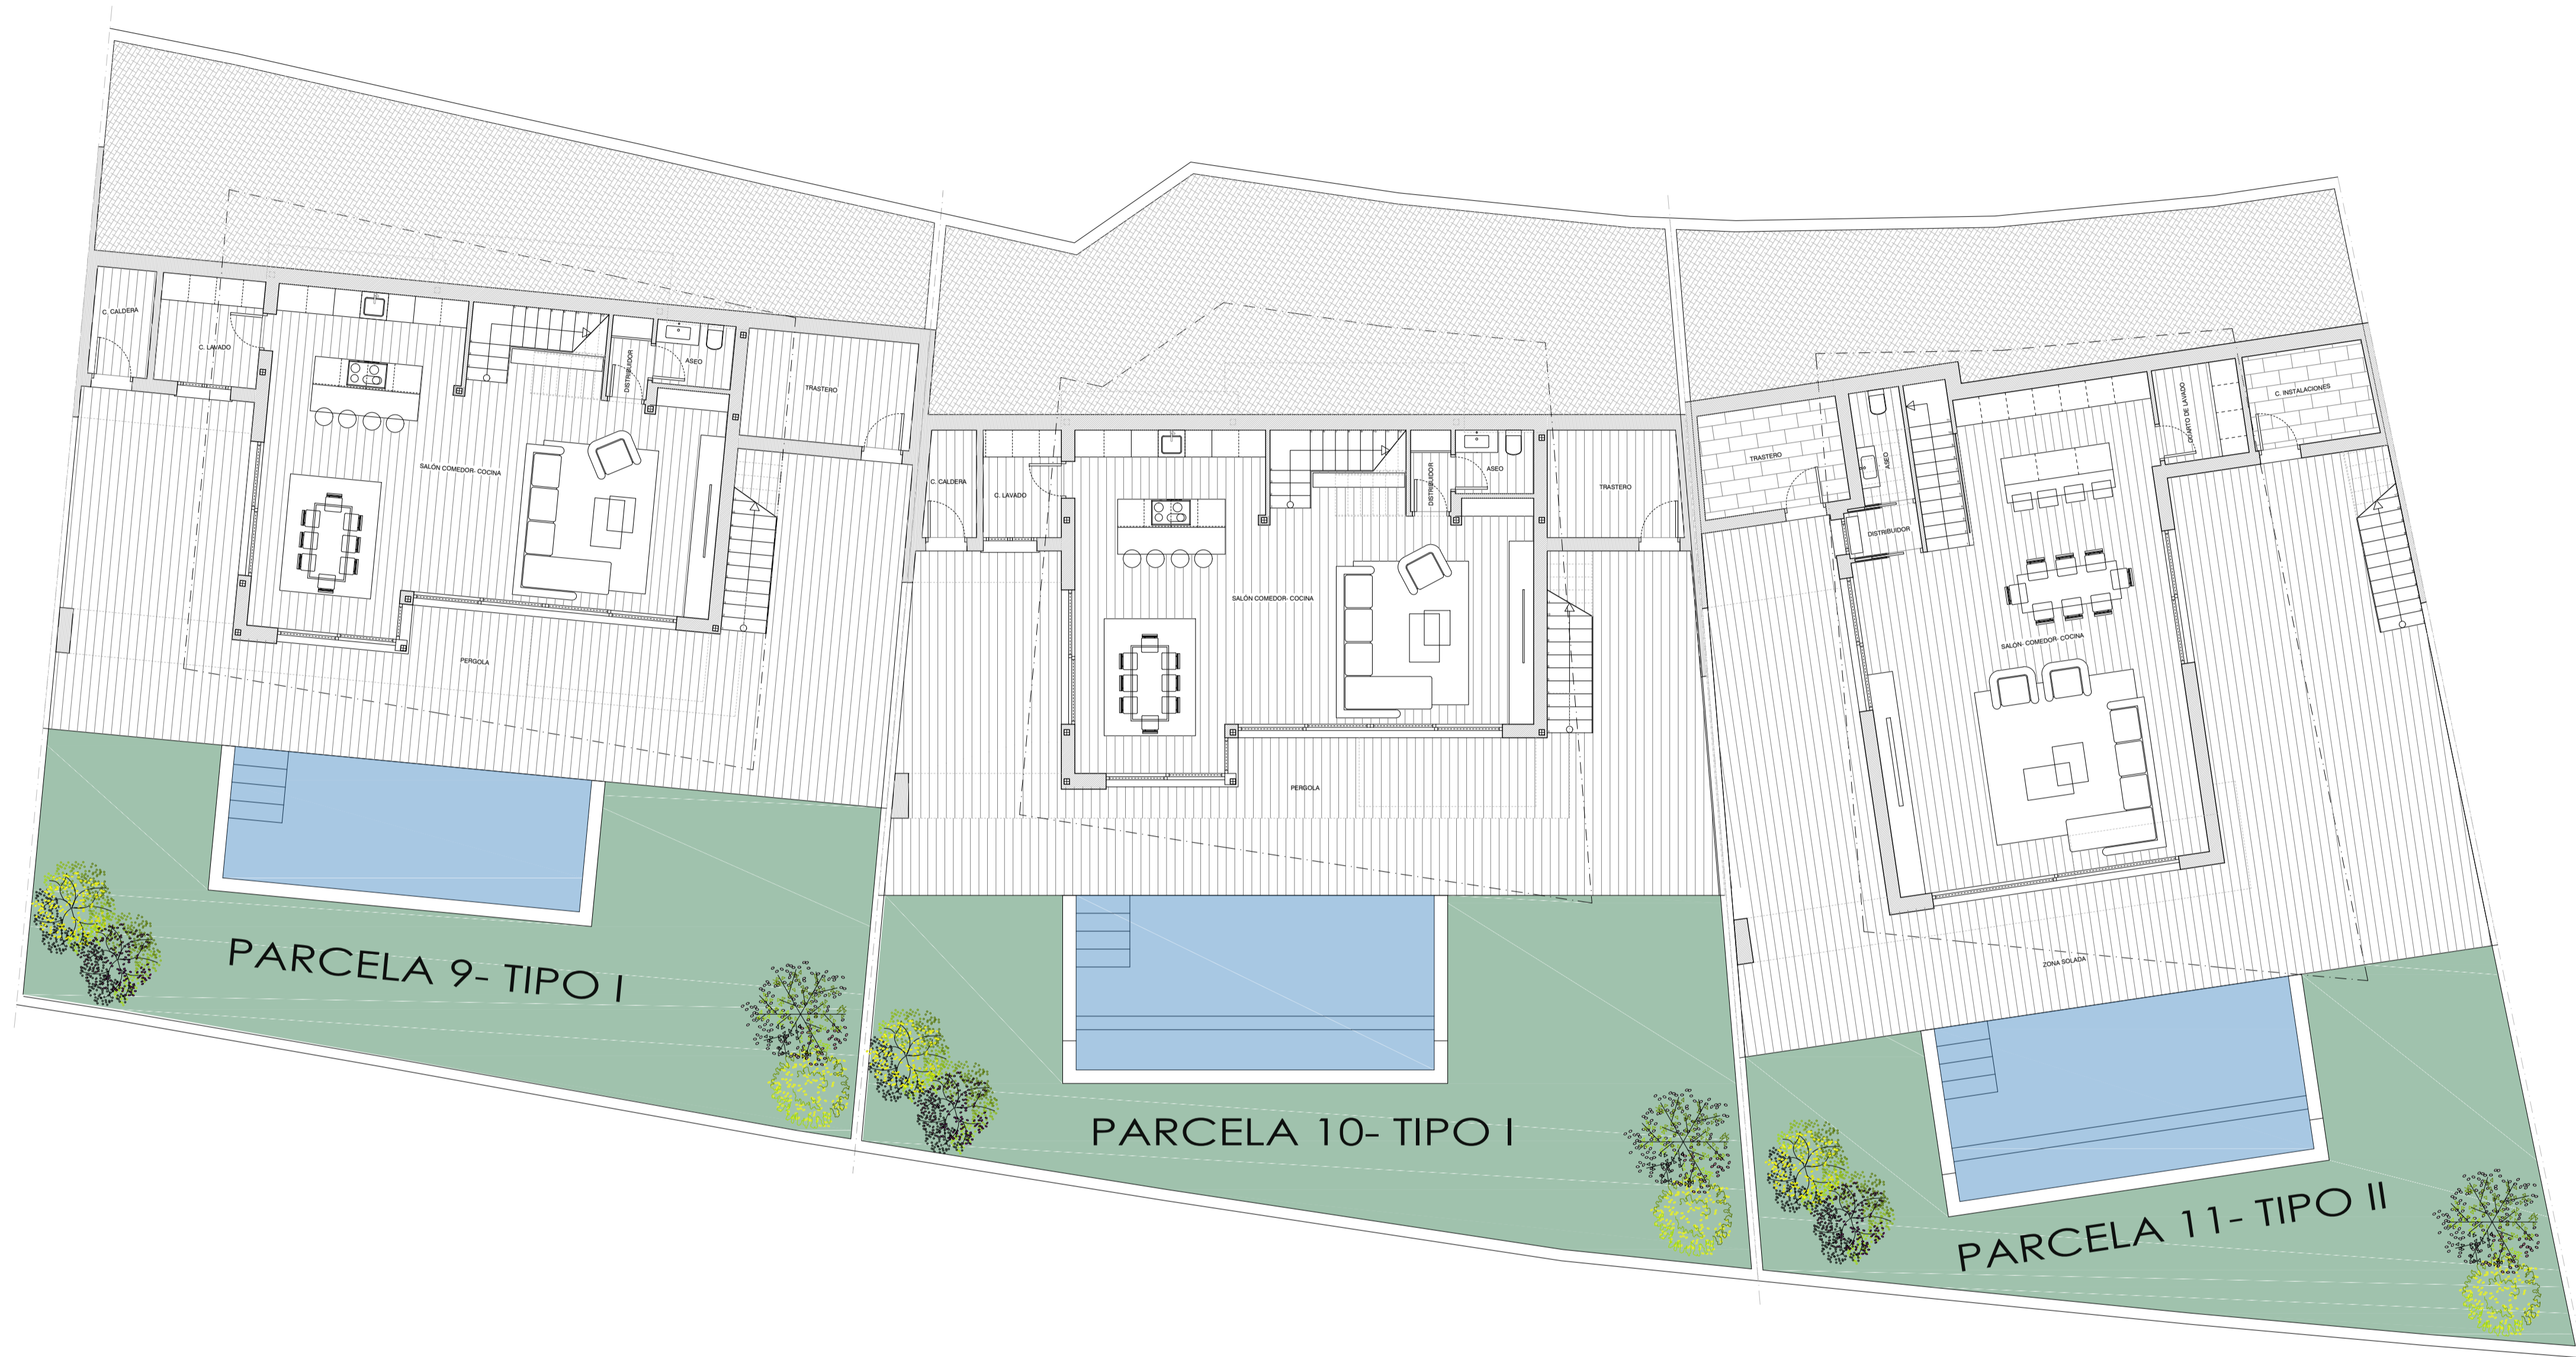 C. CALDERA
C. LAVADO
DISTRIBUIDOR
ASEO
TRASTERO
SALÓN COMEDOR- COCINA
PERGOLA
PARCELA 9- TIPO I
C. CALDERA
C. LAVADO
DISTRIBUIDOR
ASEO
TRASTERO
SALÓN COMEDOR- COCINA
PERGOLA
PARCELA 10- TIPO I
TRASTERO
ASEO
DISTRIBUIDOR
CUARTO DE LAVADO
C. INSTALACIONES
SALÓN- COMEDOR- COCINA
ZONA SOLADA
PARCELA 11- TIPO II